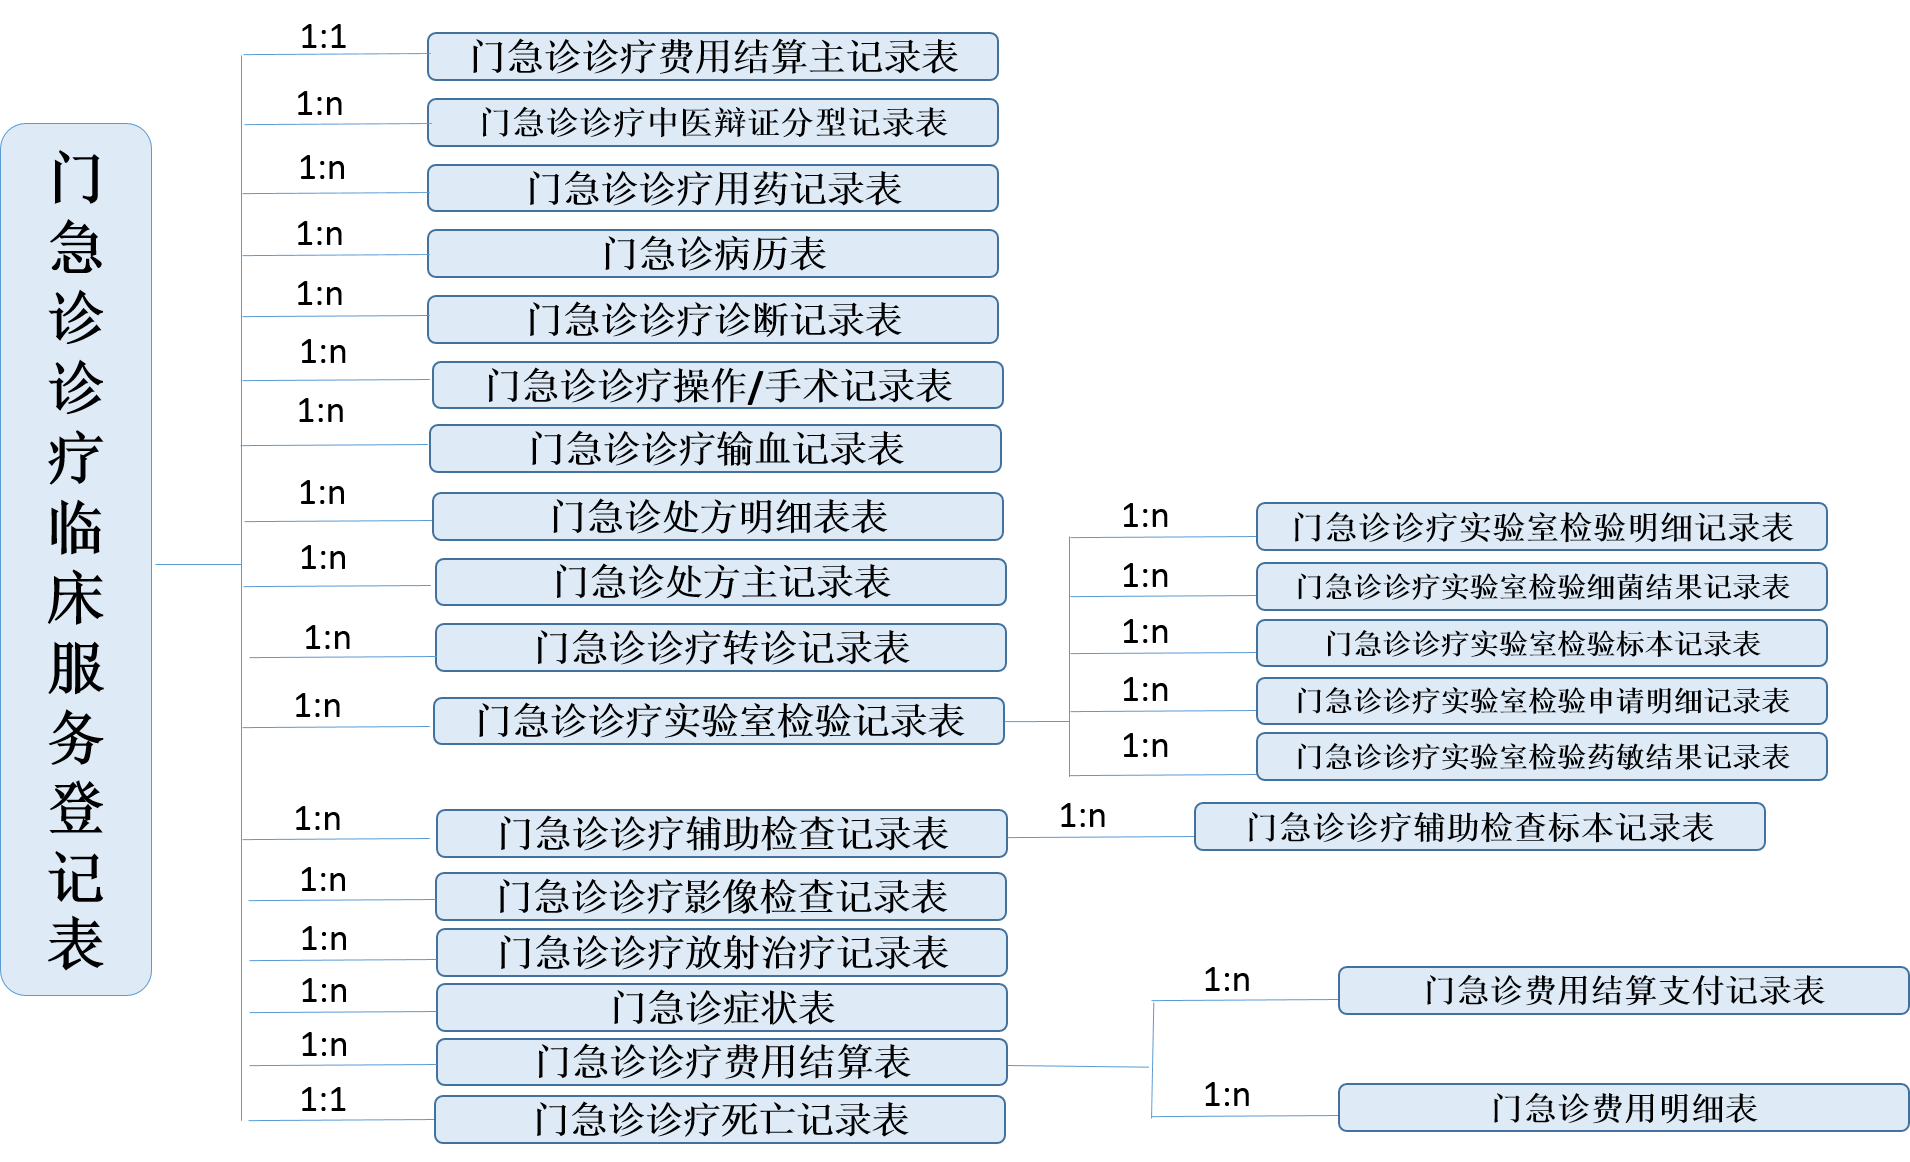 门急诊诊疗临床服务登记表
1:1
门急诊诊疗费用结算主记录表
1:n
门急诊诊疗中医辩证分型记录表
1:n
门急诊诊疗用药记录表
1:n
门急诊病历表
1:n
门急诊诊疗诊断记录表
1:n
门急诊诊疗操作/手术记录表
1:n
门急诊诊疗输血记录表
1:n
门急诊处方明细表表
1:n
门急诊处方主记录表
1:n
门急诊诊疗转诊记录表
1:n
门急诊诊疗实验室检验记录表
1:n
门急诊诊疗实验室检验明细记录表
1:n
门急诊诊疗实验室检验细菌结果记录表
1:n
门急诊诊疗实验室检验标本记录表
1:n
门急诊诊疗实验室检验申请明细记录表
1:n
门急诊诊疗实验室检验药敏结果记录表
1:n
门急诊诊疗辅助检查记录表
1:n
门急诊诊疗辅助检查标本记录表
1:n
门急诊诊疗影像检查记录表
1:n
门急诊诊疗放射治疗记录表
1:n
门急诊症状表
1:n
门急诊诊疗费用结算表
1:n
门急诊费用结算支付记录表
1:n
门急诊费用明细表
1:1
门急诊诊疗死亡记录表